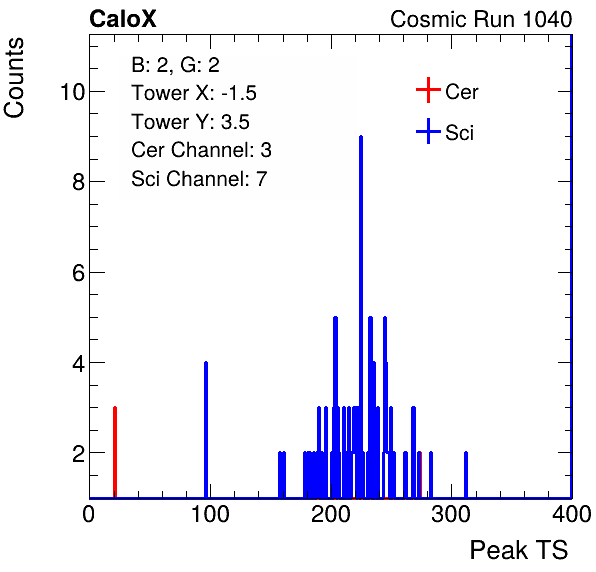 CaloX
Cosmic Run 1040
Counts
B: 2, G: 2
Tower X: -1.5
Tower Y: 3.5
Cer Channel: 3
Sci Channel: 7
Cer
Sci
10
8
6
4
2
0 100 200 300 400
Peak TS